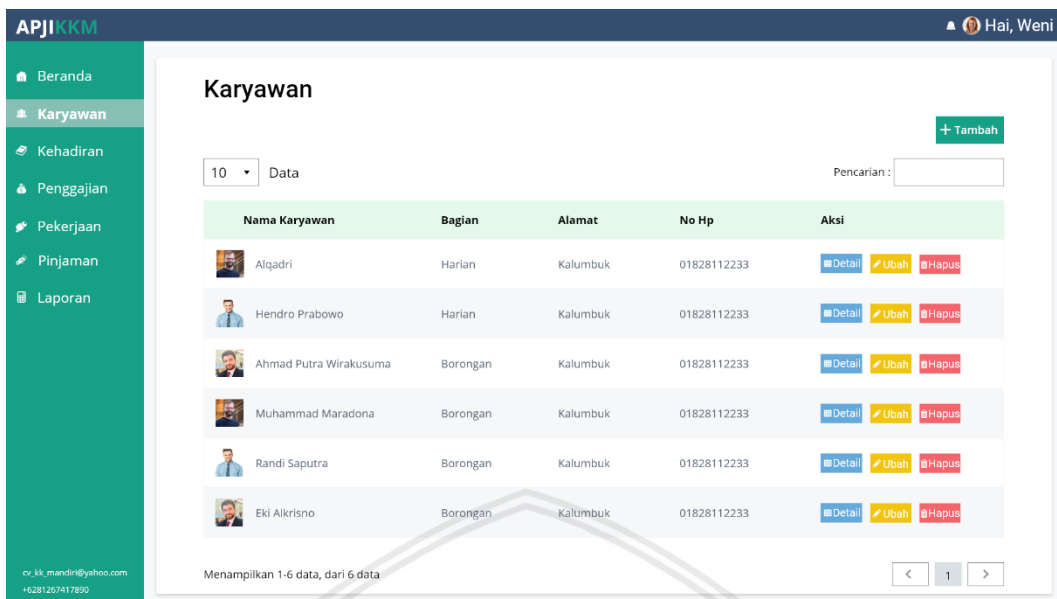 APJIKKM
Hai, Weni
Beranda
Karyawan
Kehadiran
Penggajian
Pekerjaan
Pinjaman
Laporan
cv_kk_mandiri@yahoo.com
+6281267417890
Karyawan
+ Tambah
10 Data Pencarian :
Nama Karyawan Bagian Alamat No Hp Aksi
Alqadri Harian Kalumbuk 01828112233 Detail Ubah Hapus
Hendro Prabowo Harian Kalumbuk 01828112233 Detail Ubah Hapus
Ahmad Putra Wirakusuma Borongan Kalumbuk 01828112233 Detail Ubah Hapus
Muhammad Maradona Borongan Kalumbuk 01828112233 Detail Ubah Hapus
Randi Saputra Borongan Kalumbuk 01828112233 Detail Ubah Hapus
Eki Alkrisno Borongan Kalumbuk 01828112233 Detail Ubah Hapus
Menampilkan 1-6 data, dari 6 data < 1 >